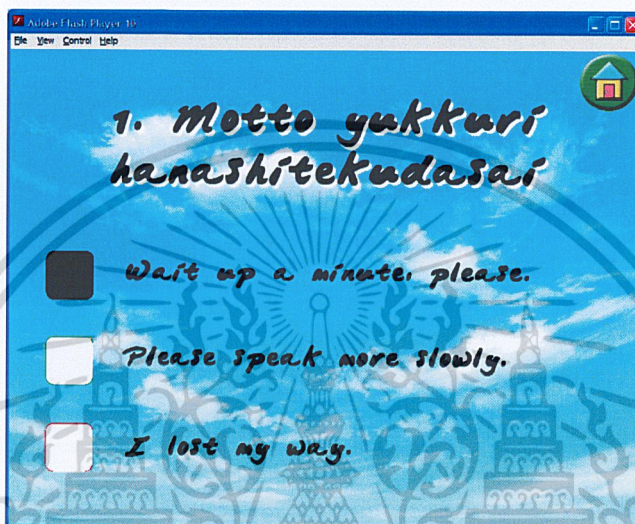 Adobe Flash Player 10
File View Control Help
1. Motto yukkuri
hanashitekudasai
Wait up a minute, please.
Please speak more slowly.
I lost my way.